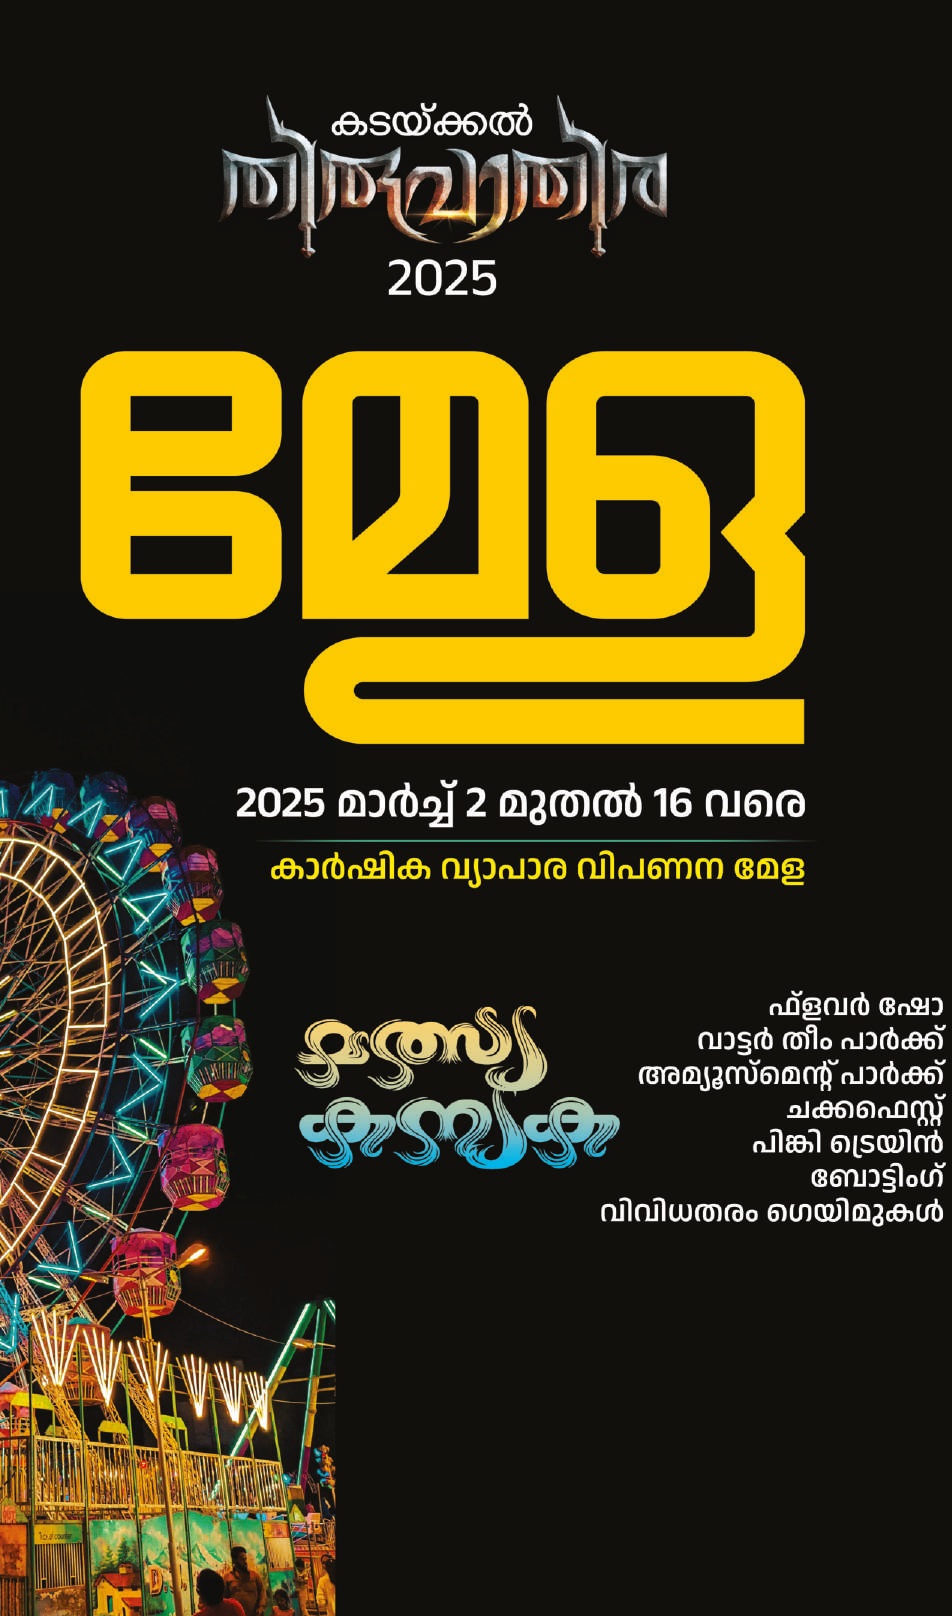 കടയ്ക്കൽ
തിരുവാതിര
2025
മേള
2025 മാർച്ച് 2 മുതൽ 16 വരെ
കാർഷിക വ്യാപാര വിപണന മേള
മത്സ്യ
കന്യക
ഫ്ളവർ ഷോ
വാട്ടർ തീം പാർക്ക്
അമ്യൂസ്മെന്റ് പാർക്ക്
ചക്കഫെസ്റ്റ്
പിങ്കി ട്രെയിൻ
ബോട്ടിംഗ്
വിവിധതരം ഗെയിമുകൾ